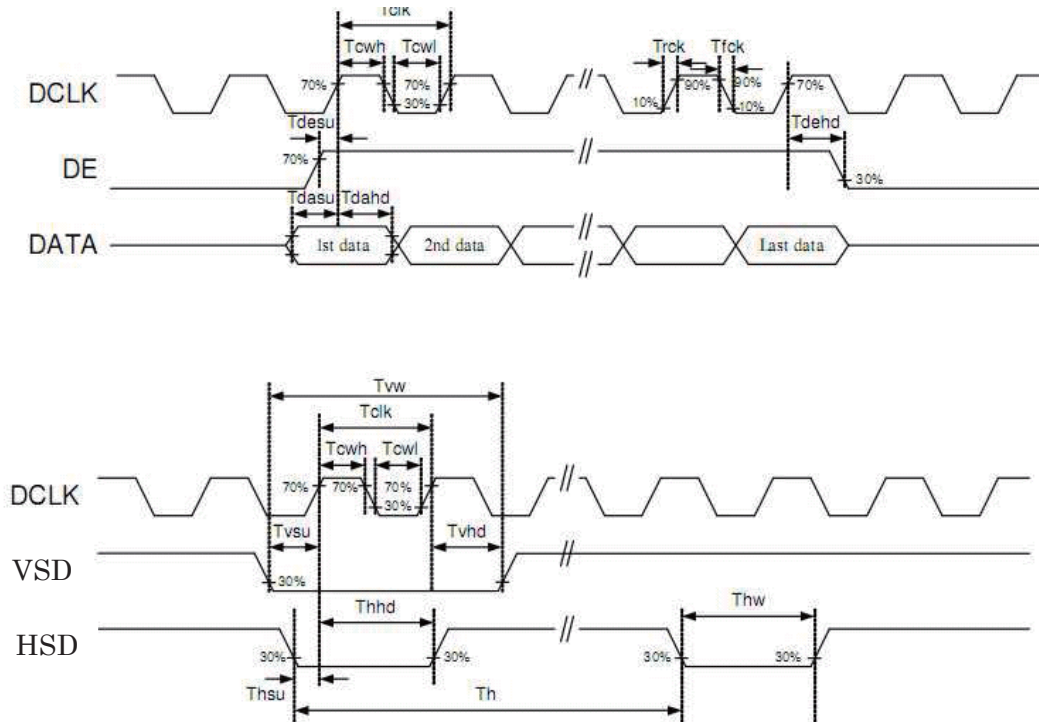 Tclk
Tcwh Tcwl Trck Tfck
DCLK 70% 70% 30% 10% 90% 90% 10% 70%
Tdesu Tdehd
DE 70% 30%
Tdasu Tdahd
DATA 1st data 2nd data Last data
Tvw
Tclk
Tcwh Tcwl
DCLK 70% 70% 70% 30%
Tvsu Tvhd
VSD 30%
Thhd Thw
HSD 30% 30% 30% 30%
Thsu Th